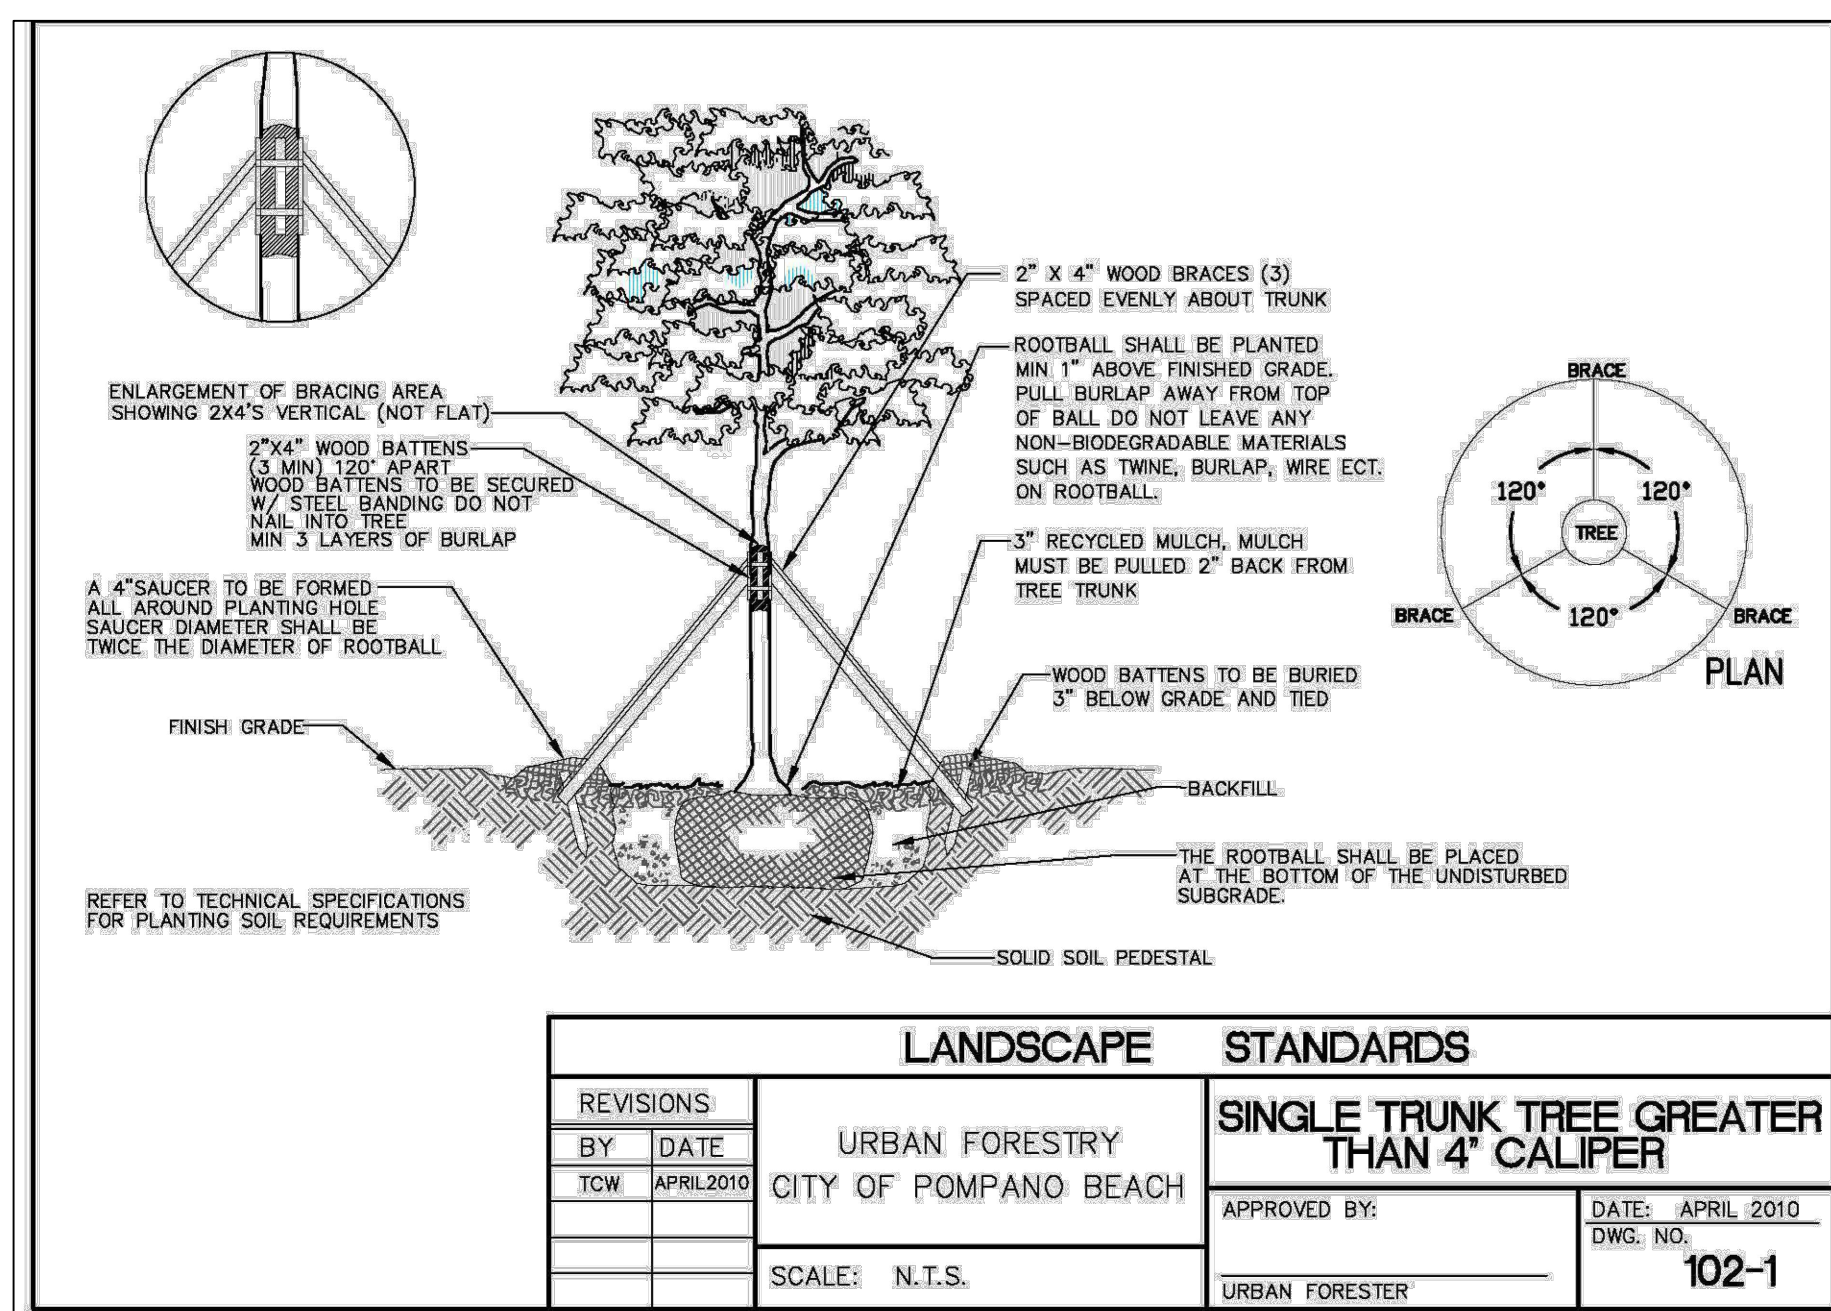 ENLARGEMENT OF BRACING AREA
SHOWING 2X4'S VERTICAL (NOT FLAT)
2"X4" WOOD BATTENS
(3 MIN) 120° APART
WOOD BATTENS TO BE SECURED
W/ STEEL BANDING DO NOT
NAIL INTO TREE
MIN 3 LAYERS OF BURLAP
A 4"SAUCER TO BE FORMED
ALL AROUND PLANTING HOLE
SAUCER DIAMETER SHALL BE
TWICE THE DIAMETER OF ROOTBALL
FINISH GRADE
REFER TO TECHNICAL SPECIFICATIONS
FOR PLANTING SOIL REQUIREMENTS
2" X 4" WOOD BRACES (3)
SPACED EVENLY ABOUT TRUNK
ROOTBALL SHALL BE PLANTED
MIN 1" ABOVE FINISHED GRADE.
PULL BURLAP AWAY FROM TOP
OF BALL DO NOT LEAVE ANY
NON-BIODEGRADABLE MATERIALS
SUCH AS TWINE, BURLAP, WIRE ECT.
ON ROOTBALL.
3" RECYCLED MULCH, MULCH
MUST BE PULLED 2" BACK FROM
TREE TRUNK
WOOD BATTENS TO BE BURIED
3" BELOW GRADE AND TIED
BACKFILL
THE ROOTBALL SHALL BE PLACED
AT THE BOTTOM OF THE UNDISTURBED
SUBGRADE.
SOLID SOIL PEDESTAL
BRACE
120° 120°
TREE
BRACE 120° BRACE
PLAN
LANDSCAPE STANDARDS
REVISIONS
BY DATE
TCW APRIL2010
URBAN FORESTRY
CITY OF POMPANO BEACH
SCALE: N.T.S.
SINGLE TRUNK TREE GREATER
THAN 4" CALIPER
APPROVED BY:
URBAN FORESTER
DATE: APRIL 2010
DWG. NO.
102-1